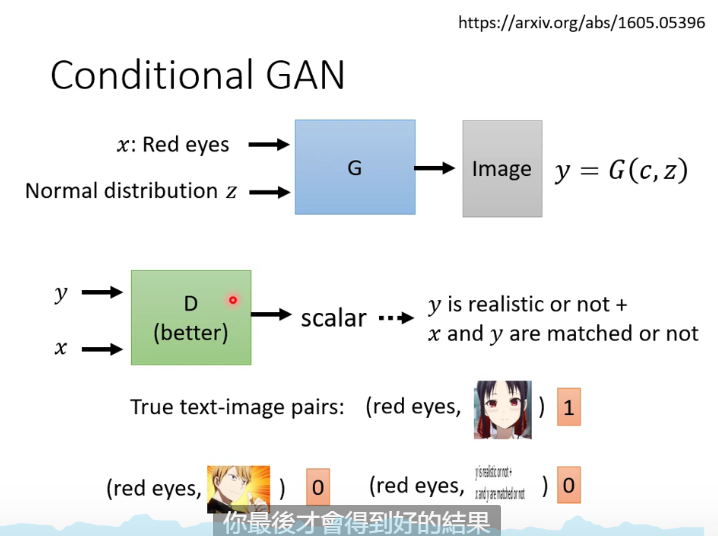 https://arxiv.org/abs/1605.05396
Conditional GAN
x: Red eyes
Normal distribution z
G
Image
y = G(c, z)
y
x
D
(better)
scalar
y is realistic or not +
x and y are matched or not
True text-image pairs:
(red eyes, ) 1
(red eyes, ) 0
(red eyes, y is realistic or not +
x and y are matched or not ) 0
你最後才會得到好的結果